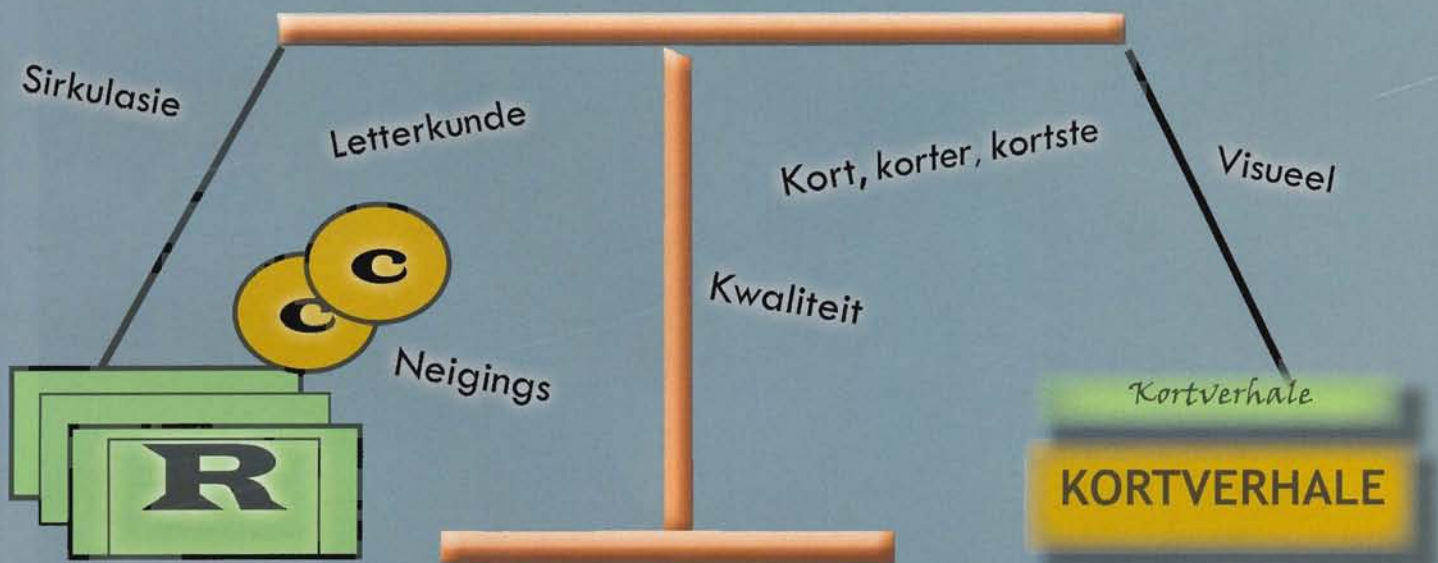 Sirkulasie
Letterkunde
Kort, korter, kortste
Visueel
C
C
Kwaliteit
Neigings
R
Kortverhale
KORTVERHALE